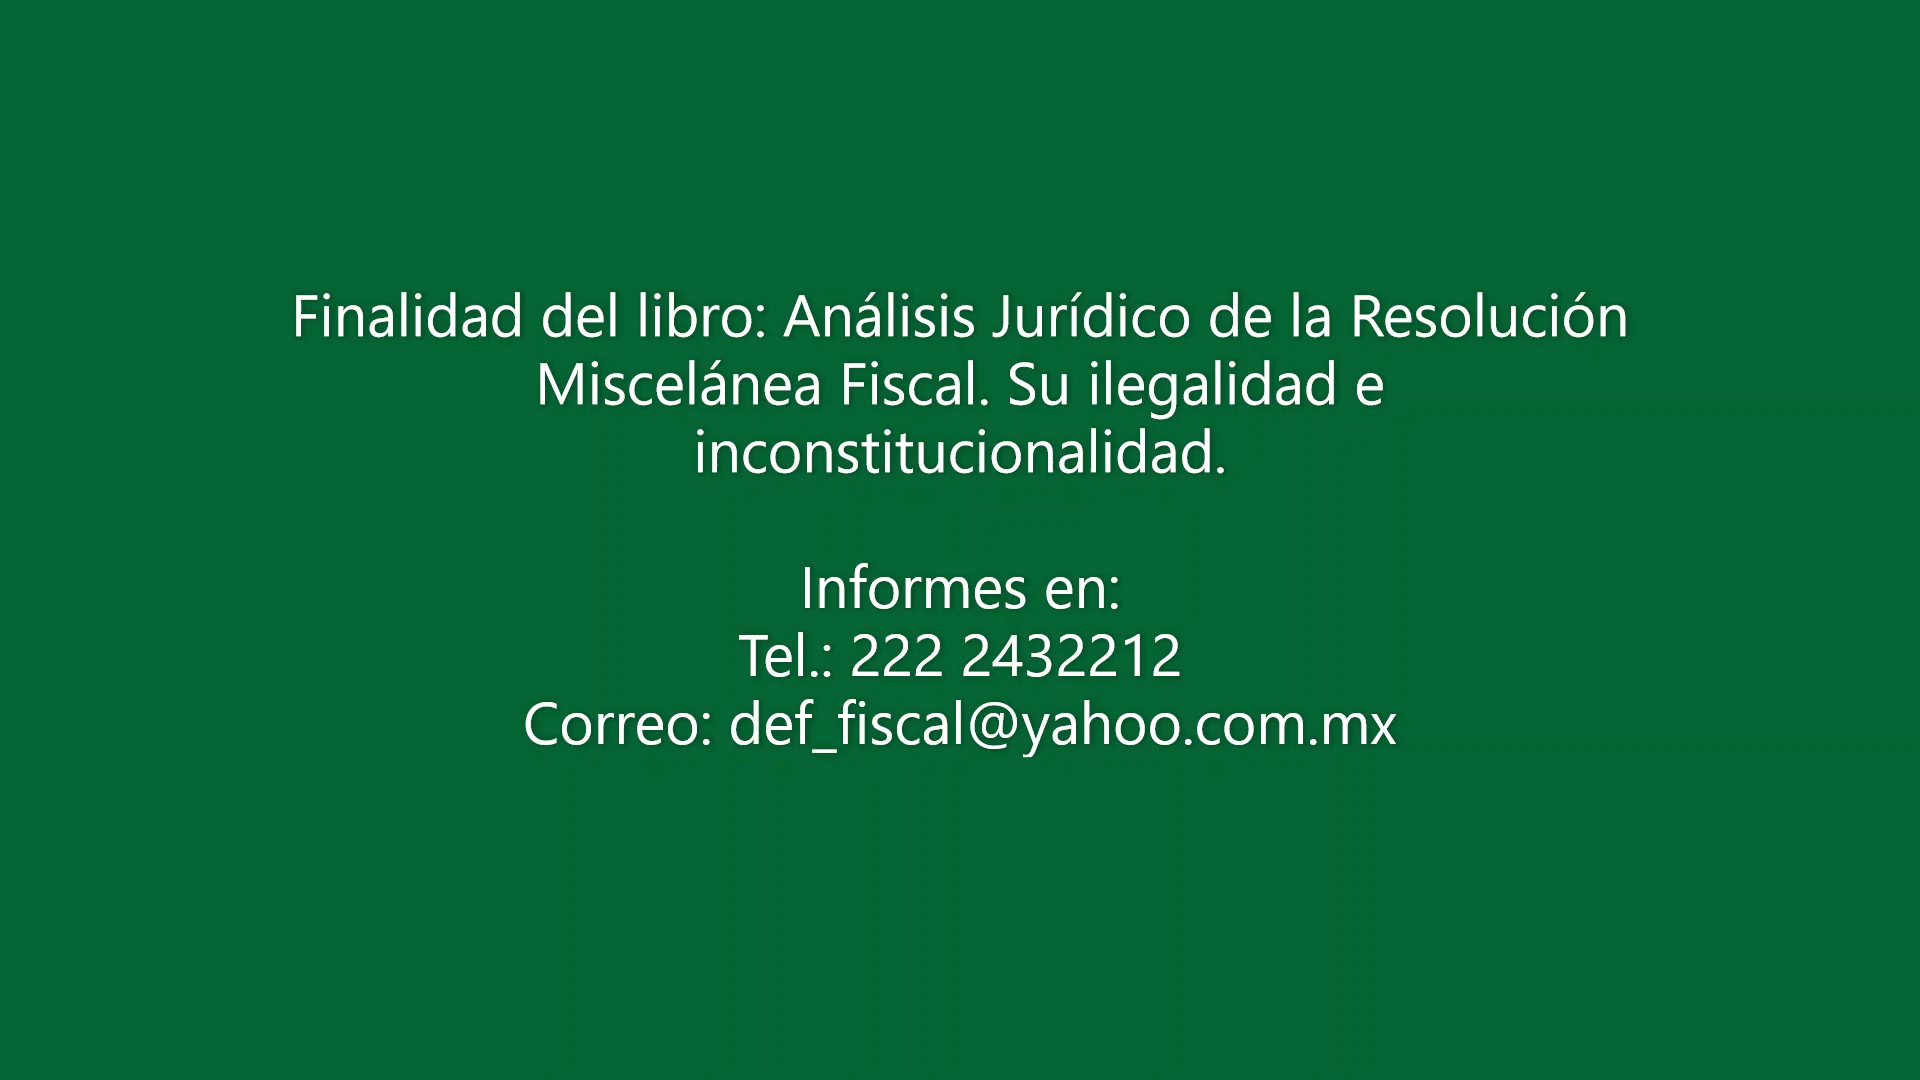 Finalidad del libro: Análisis Jurídico de la Resolución
Miscelánea Fiscal. Su ilegalidad e
inconstitucionalidad.
Informes en:
Tel.: 222 2432212
Correo: def_fiscal@yahoo.com.mx